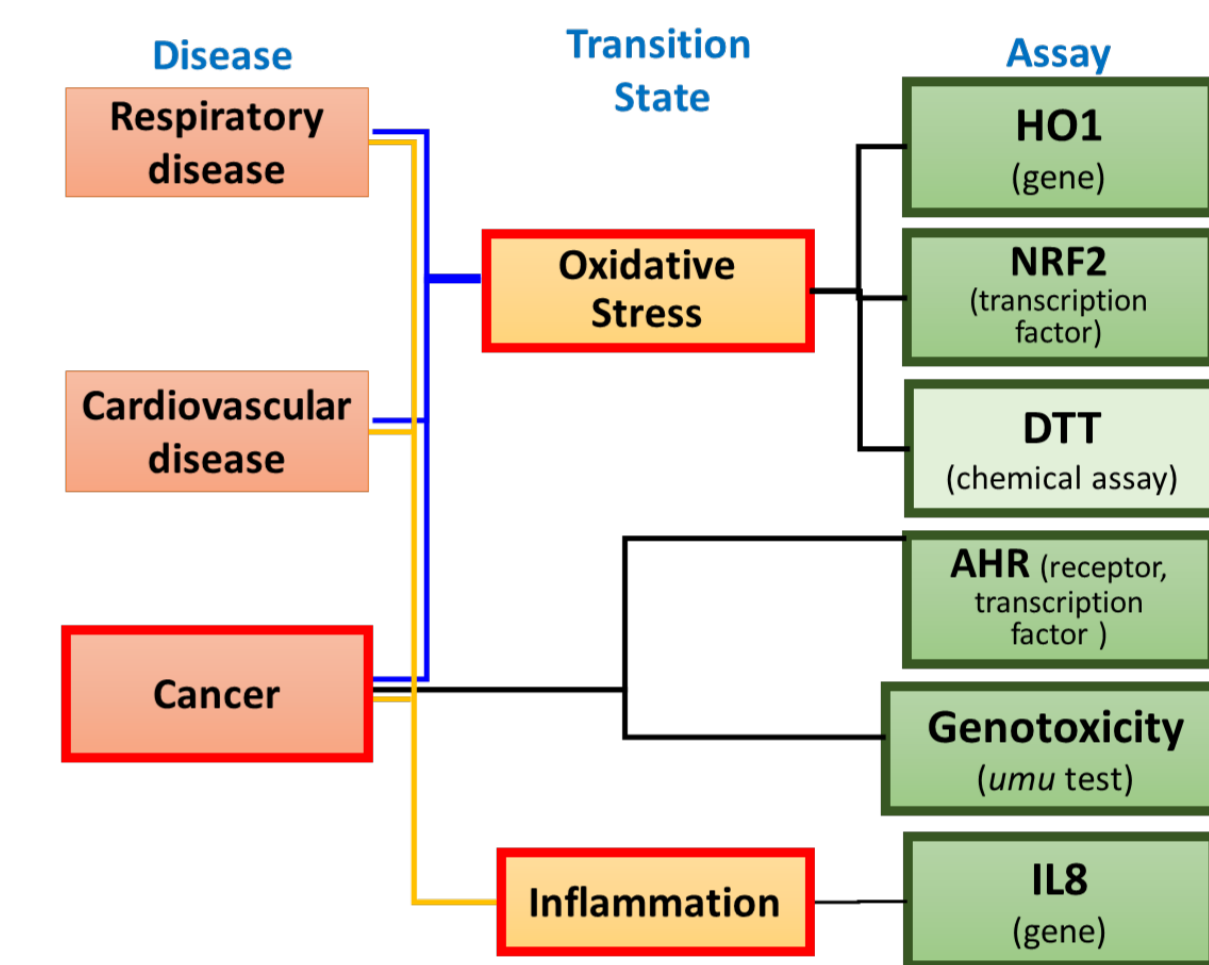 Disease
Transition
State
Assay
Respiratory
disease
HO1
(gene)
Oxidative
Stress
NRF2
(transcription
factor)
Cardiovascular
disease
DTT
(chemical assay)
AHR (receptor,
transcription
factor )
Cancer
Genotoxicity
(umu test)
Inflammation
IL8
(gene)